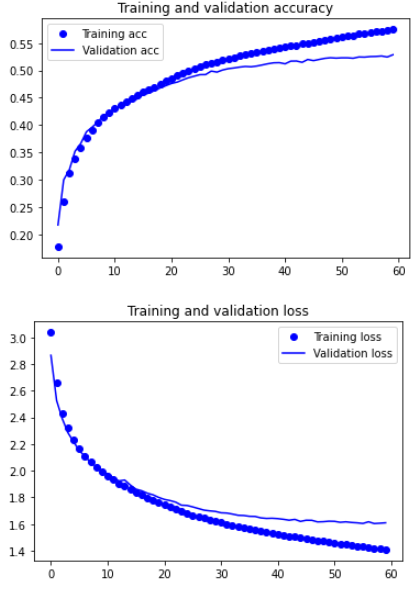 Training and validation accuracy
Training acc
Validation acc
0.55
0.50
0.45
0.40
0.35
0.30
0.25
0.20
0 10 20 30 40 50 60
Training and validation loss
Training loss
Validation loss
3.0
2.8
2.6
2.4
2.2
2.0
1.8
1.6
1.4
0 10 20 30 40 50 60